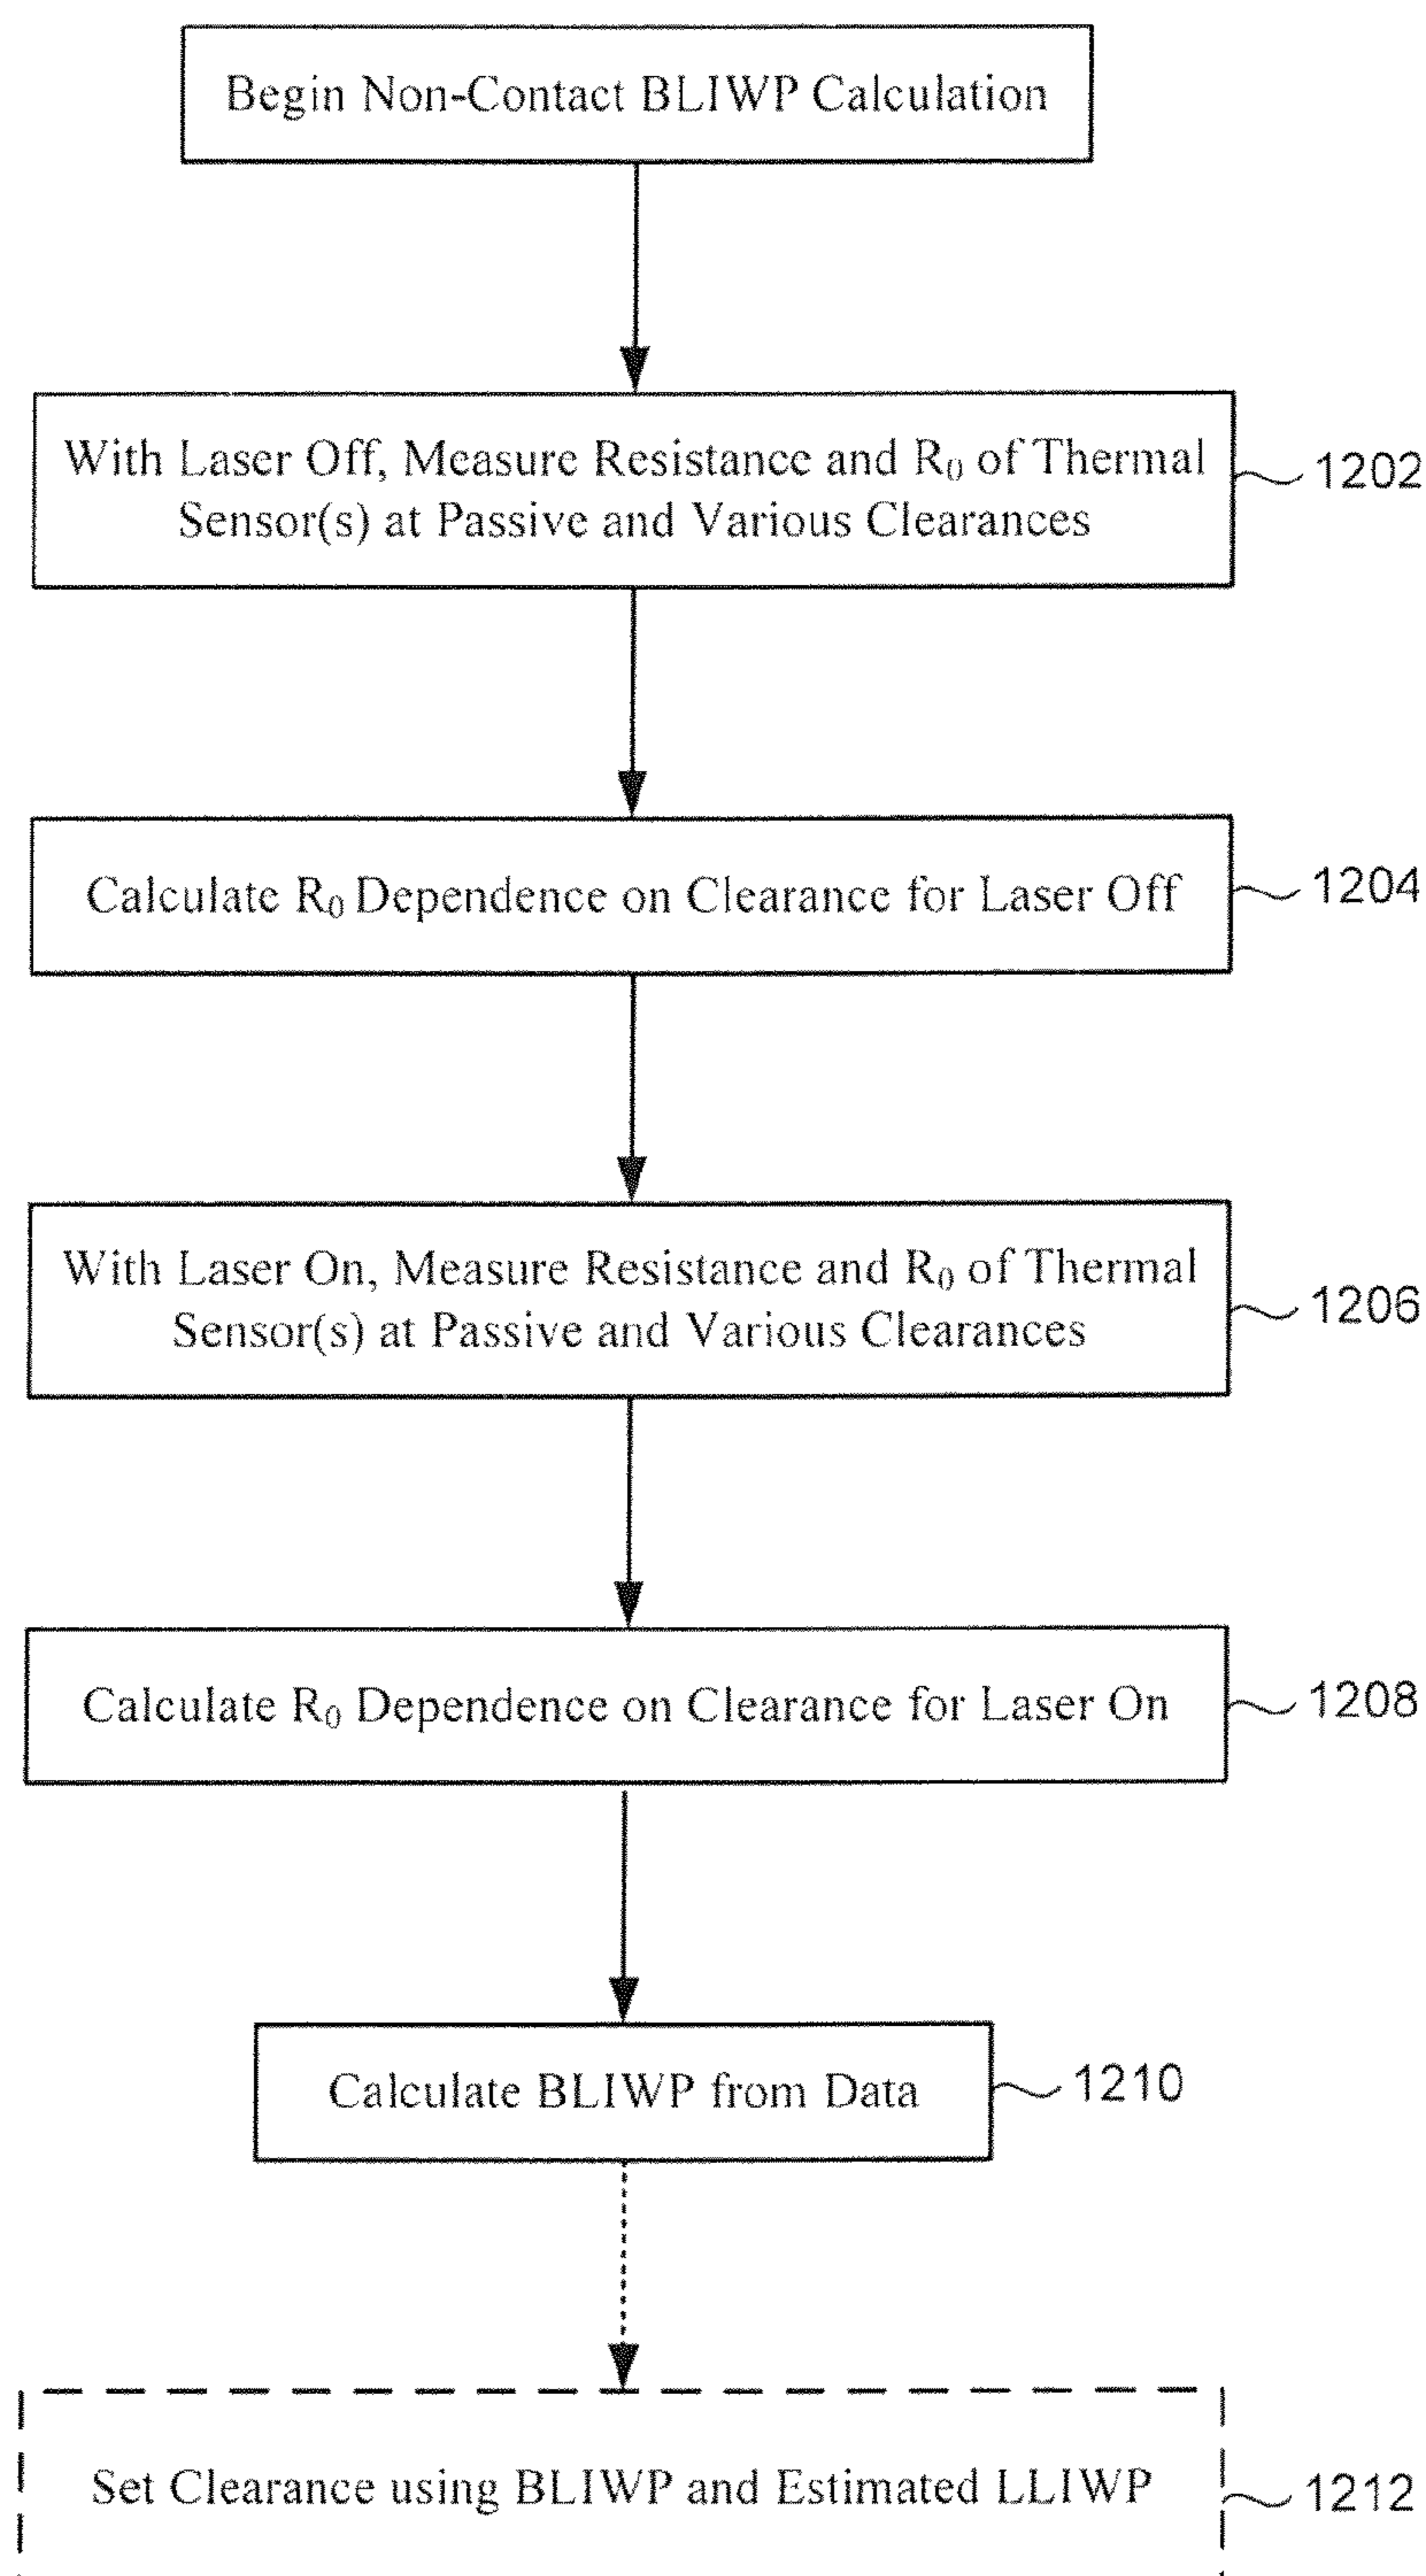 Begin Non-Contact BLIWP Calculation
With Laser Off, Measure Resistance and R₀ of Thermal
Sensor(s) at Passive and Various Clearances
1202
Calculate R₀ Dependence on Clearance for Laser Off
1204
With Laser On, Measure Resistance and R₀ of Thermal
Sensor(s) at Passive and Various Clearances
1206
Calculate R₀ Dependence on Clearance for Laser On
1208
Calculate BLIWP from Data
1210
Set Clearance using BLIWP and Estimated LLIWP
1212